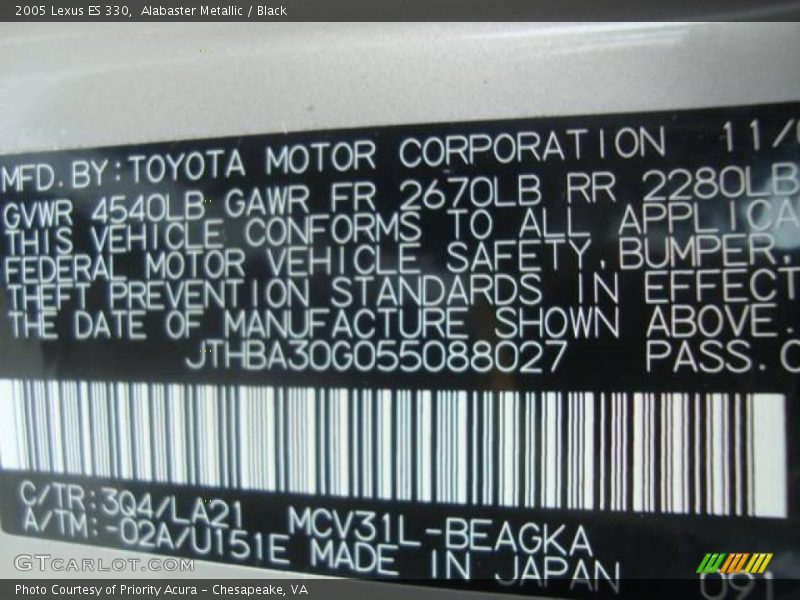 2005 Lexus ES 330,  Alabaster Metallic / Black
MFD. BY: TOYOTA MOTOR CORPORATION 11/
GVWR 4540LB GAWR FR 2670LB RR 2280LB
THIS VEHICLE CONFORMS TO ALL APPLICA
FEDERAL MOTOR VEHICLE SAFETY, BUMPER,
THEFT PREVENTION STANDARDS IN EFFECT
THE DATE OF MANUFACTURE SHOWN ABOVE.
JTHBA30G055088027 PASS.C
C/TR:3Q4/LA21 MCV31L-BEAGKA
A/TM:-02A/U151E MADE IN JAPAN
091
GTCarLot.com
Photo Courtesy of Priority Acura - Chesapeake, VA